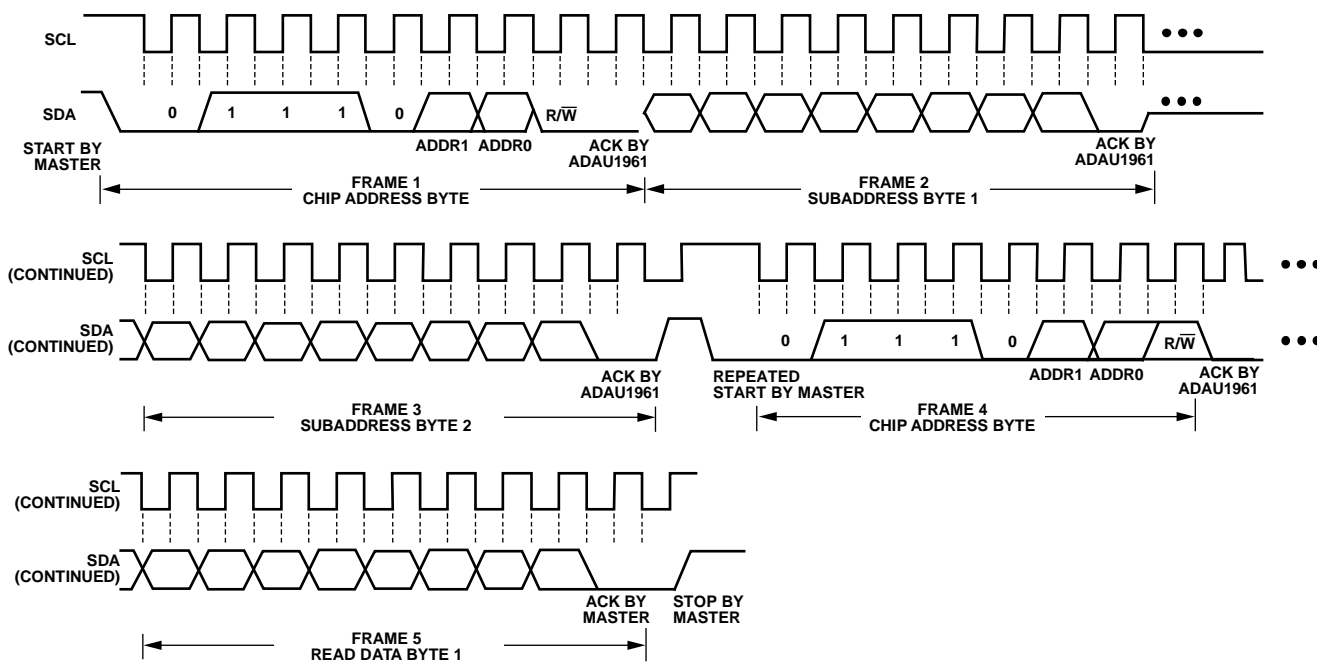 SCL
SDA
0 1 1 1 0 R/W̅
START BY
MASTER
ADDR1 ADDR0
ACK BY
ADAU1961
ACK BY
ADAU1961
FRAME 1
CHIP ADDRESS BYTE
FRAME 2
SUBADDRESS BYTE 1
SCL
(CONTINUED)
SDA
(CONTINUED)
0 1 1 1 0 R/W̅
ACK BY
ADAU1961
REPEATED
START BY MASTER
ADDR1 ADDR0
ACK BY
ADAU1961
FRAME 3
SUBADDRESS BYTE 2
FRAME 4
CHIP ADDRESS BYTE
SCL
(CONTINUED)
SDA
(CONTINUED)
ACK BY
MASTER
STOP BY
MASTER
FRAME 5
READ DATA BYTE 1